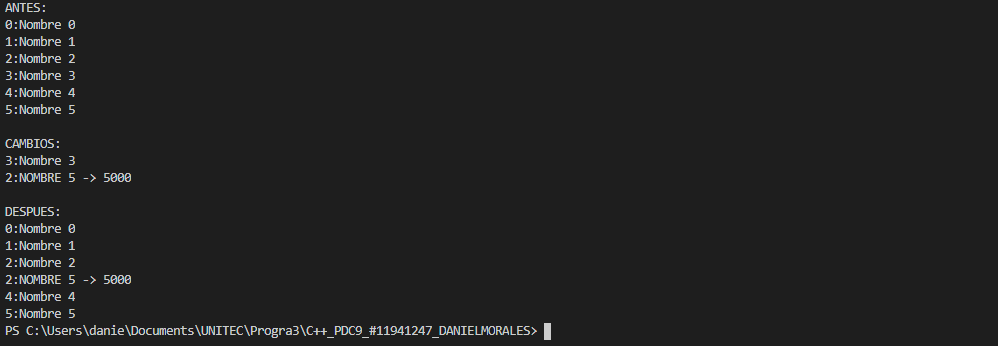 ANTES:
0:Nombre 0
1:Nombre 1
2:Nombre 2
3:Nombre 3
4:Nombre 4
5:Nombre 5
CAMBIOS:
3:Nombre 3
2:NOMBRE 5 -> 5000
DESPUES:
0:Nombre 0
1:Nombre 1
2:Nombre 2
2:NOMBRE 5 -> 5000
4:Nombre 4
5:Nombre 5
PS C:\Users\danie\Documents\UNITEC\Progra3\C++_PDC9_#11941247_DANIELMORALES>